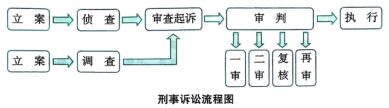 立案 侦查 审查起诉 审判 执行
立案 调查
一审 二审 复核 再审
刑事诉讼流程图